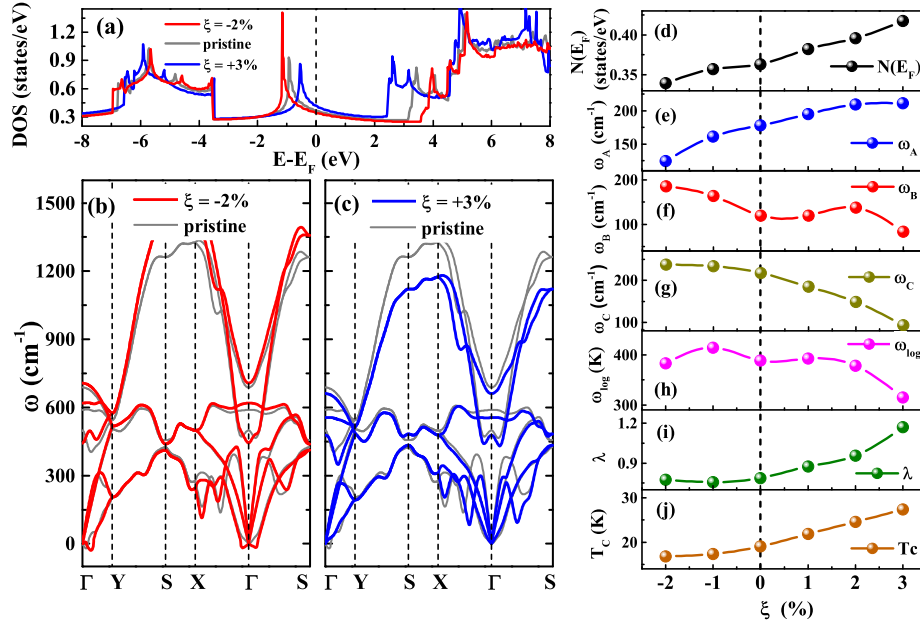 (a)
ξ = -2%
pristine
ξ = +3%
DOS (states/eV)
1.2
0.9
0.6
0.3
-8 -6 -4 -2 0 2 4 6 8
E-E_F (eV)
(b)
ξ = -2%
pristine
(c)
ξ = +3%
pristine
ω (cm⁻¹)
1500
1200
900
600
300
0
Γ Y S X Γ S
Γ Y S X Γ S
(d)
N(E_F)
(states/eV)
0.40
0.35
N(E_F)
(e)
ω_A (cm⁻¹)
200
150
ω_A
(f)
ω_B (cm⁻¹)
200
100
ω_B
(g)
ω_C (cm⁻¹)
200
100
ω_C
(h)
ω_log (K)
400
300
ω_log
(i)
λ
1.2
0.9
λ
(j)
T_C (K)
30
20
Tc
-2 -1 0 1 2 3
ξ (%)